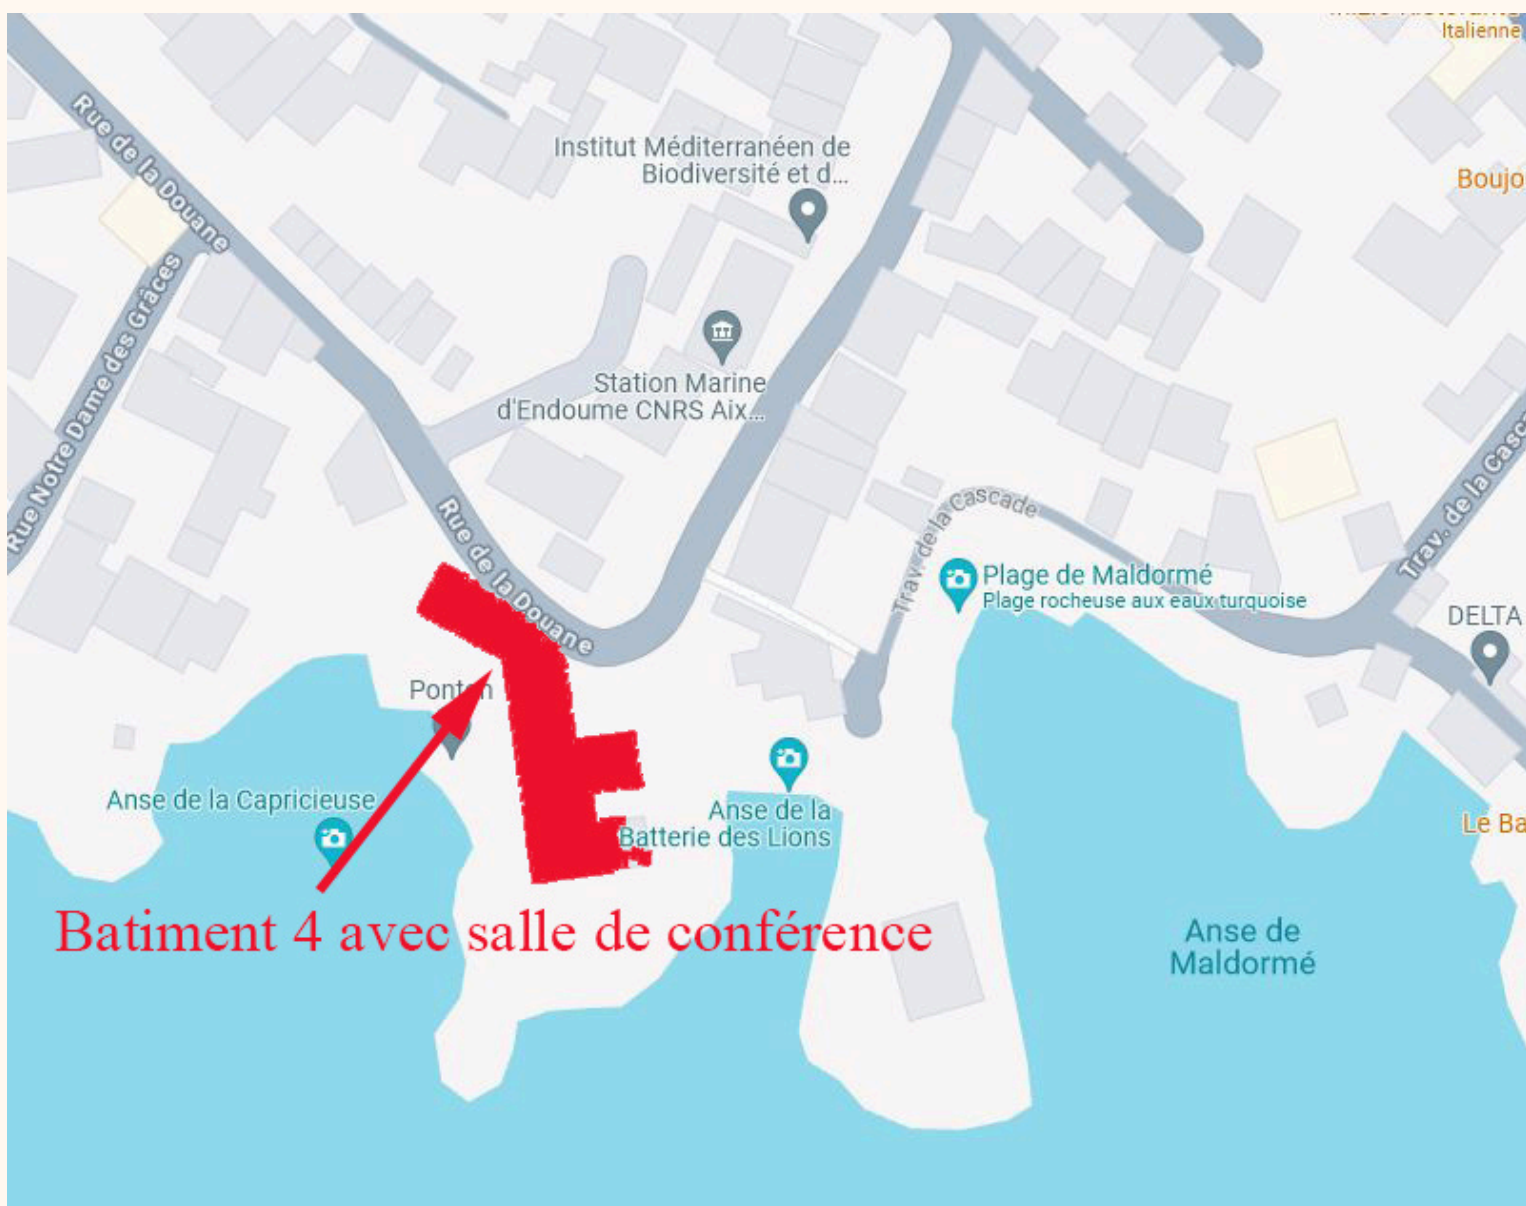 Italienne
Rue de la Douane
Institut Méditerranéen de
Biodiversité et d...
Boujo
Rue Notre Dame des Grâces
Station Marine
d'Endoume CNRS Aix...
Trav. de la Casca
Trav. de la Cascade
Rue de la Douane
Plage de Maldormé
Plage rocheuse aux eaux turquoise
DELTA
Ponton
Anse de la Capricieuse
Anse de la
Batterie des Lions
Le Ba
Batiment 4 avec salle de conférence
Anse de
Maldormé